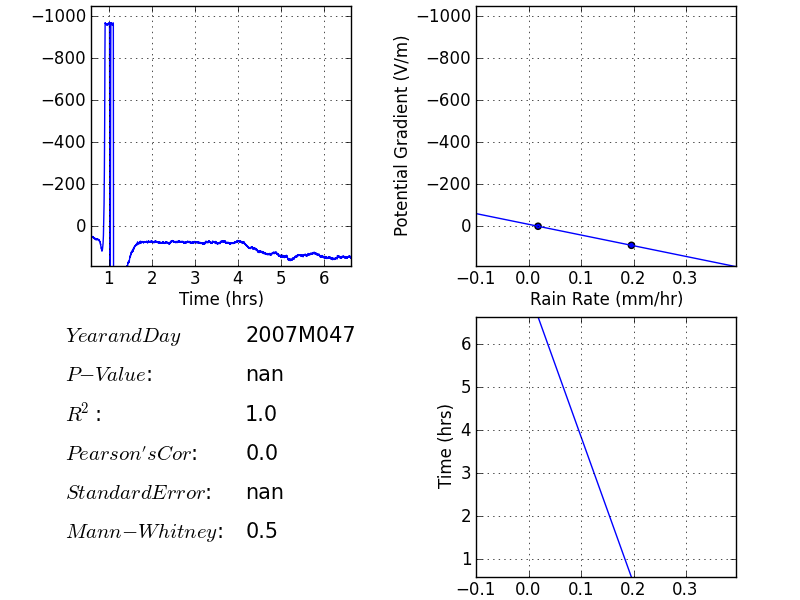 −1000
−800
−600
−400
−200
0
1 2 3 4 5 6
Time (hrs)
Potential Gradient (V/m)
−1000
−800
−600
−400
−200
0
−0.1 0.0 0.1 0.2 0.3
Rain Rate (mm/hr)
YearandDay 2007M047
P−Value: nan
R² : 1.0
Pearson'sCor: 0.0
StandardError: nan
Mann−Whitney: 0.5
Time (hrs)
6
5
4
3
2
1
−0.1 0.0 0.1 0.2 0.3